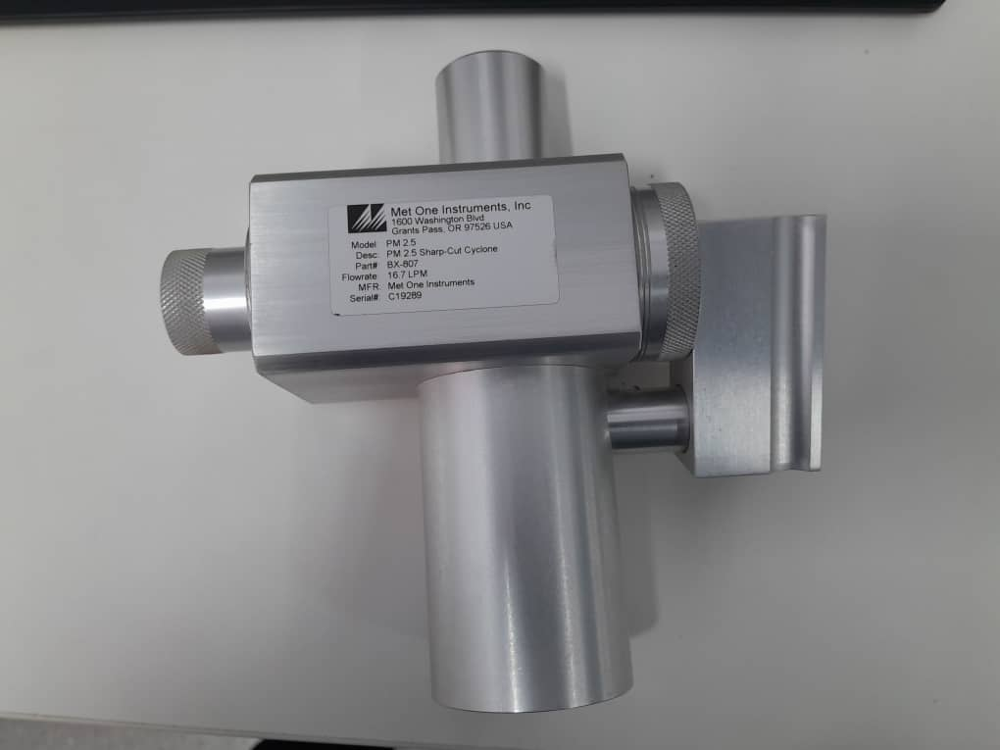 Met One Instruments, Inc
1600 Washington Blvd
Grants Pass, OR 97526 USA
Model: PM 2.5
Desc: PM 2.5 Sharp-Cut Cyclone
Part#: BX-807
Flowrate: 16.7 LPM
MFR: Met One Instruments
Serial#: C19289